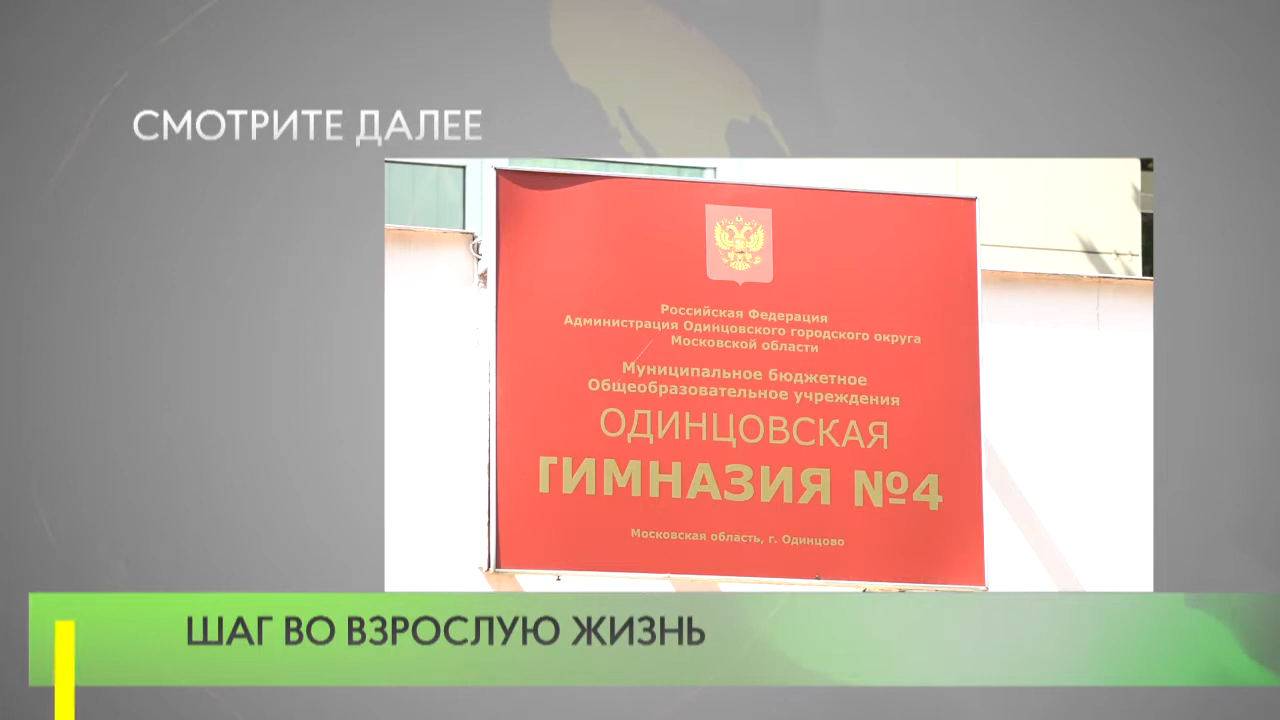 СМОТРИТЕ ДАЛЕЕ
Российская Федерация
Администрация Одинцовского городского округа
Московской области
Муниципальное бюджетное
Общеобразовательное учреждения
ОДИНЦОВСКАЯ
ГИМНАЗИЯ №4
Московская область, г. Одинцово
ШАГ ВО ВЗРОСЛУЮ ЖИЗНЬ